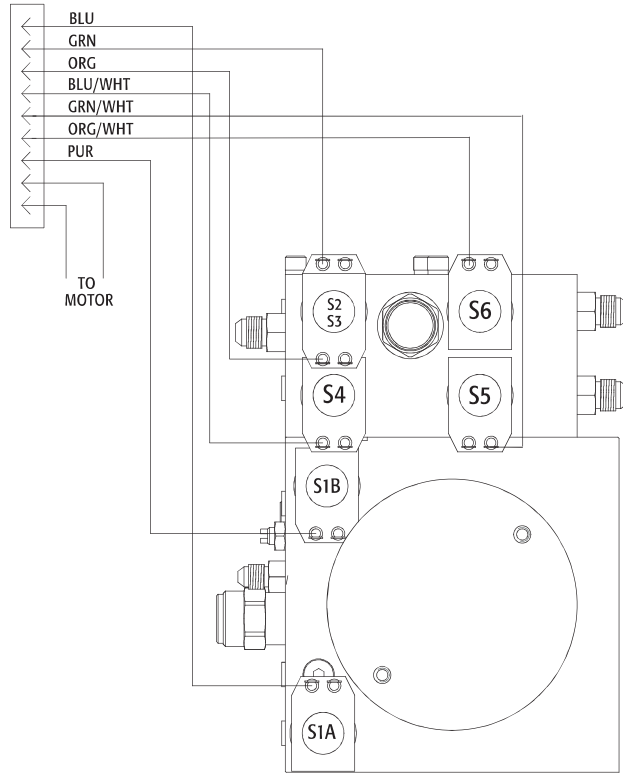 BLU
GRN
ORG
BLU/WHT
GRN/WHT
ORG/WHT
PUR
TO
MOTOR
S2
S3
S6
S4
S5
S1B
S1A